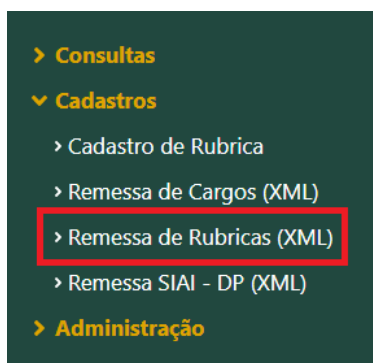 Consultas
Cadastros
Cadastro de Rubrica
Remessa de Cargos (XML)
Remessa de Rubricas (XML)
Remessa SIAI - DP (XML)
Administração